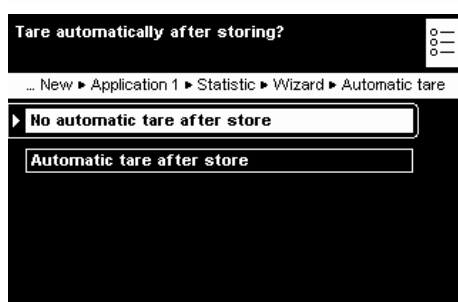 Tare automatically after storing?
... New ▸ Application 1 ▸ Statistic ▸ Wizard ▸ Automatic tare
No automatic tare after store
Automatic tare after store